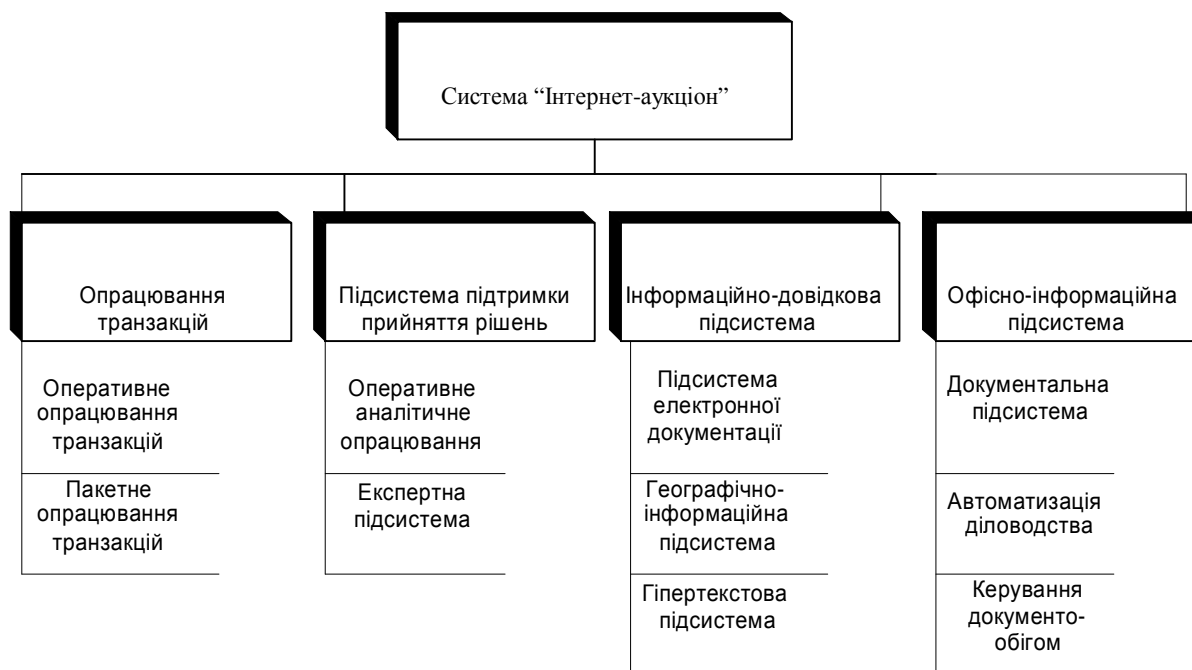 Система “Інтернет-аукціон”
Опрацювання
транзакцій
Оперативне
опрацювання
транзакцій
Пакетне
опрацювання
транзакцій
Підсистема підтримки
прийняття рішень
Оперативне
аналітичне
опрацювання
Експертна
підсистема
Інформаційно-довідкова
підсистема
Підсистема
електронної
документації
Географічно-
інформаційна
підсистема
Гіпертекстова
підсистема
Офісно-інформаційна
підсистема
Документальна
підсистема
Автоматизація
діловодства
Керування
документо-
обігом